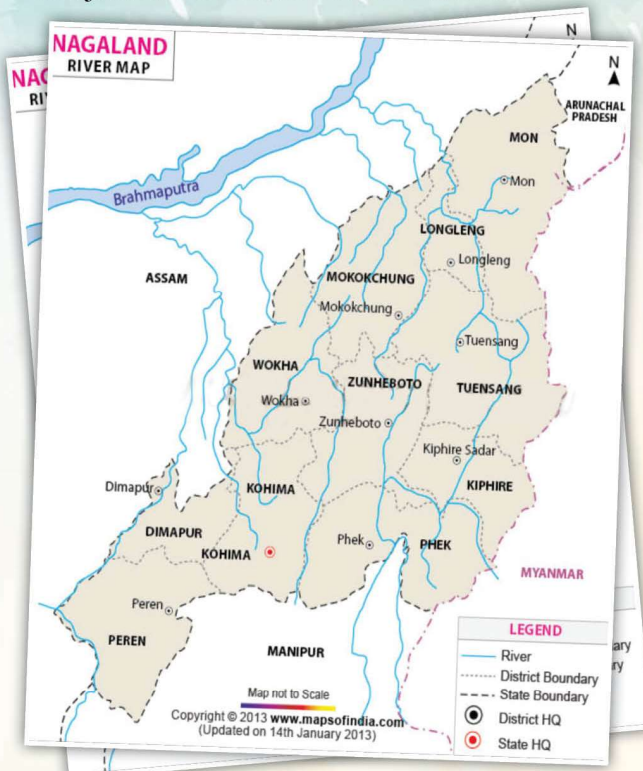 NAGALAND
RIVER MAP
NAG
RI
N
N
ARUNACHAL
PRADESH
MON
Mon
Brahmaputra
LONGLENG
Longleng
ASSAM
MOKOKCHUNG
Mokokchung
Tuensang
WOKHA
ZUNHEBOTO
TUENSANG
Wokha
Zunheboto
Kiphire Sadar
Dimapur
KOHIMA
KIPHIRE
DIMAPUR
KOHIMA
Phek
PHEK
MYANMAR
Peren
PEREN
MANIPUR
LEGEND
River
District Boundary
State Boundary
District HQ
State HQ
ary
ry
Map not to Scale
Copyright © 2013 www.mapsofindia.com
(Updated on 14th January 2013)